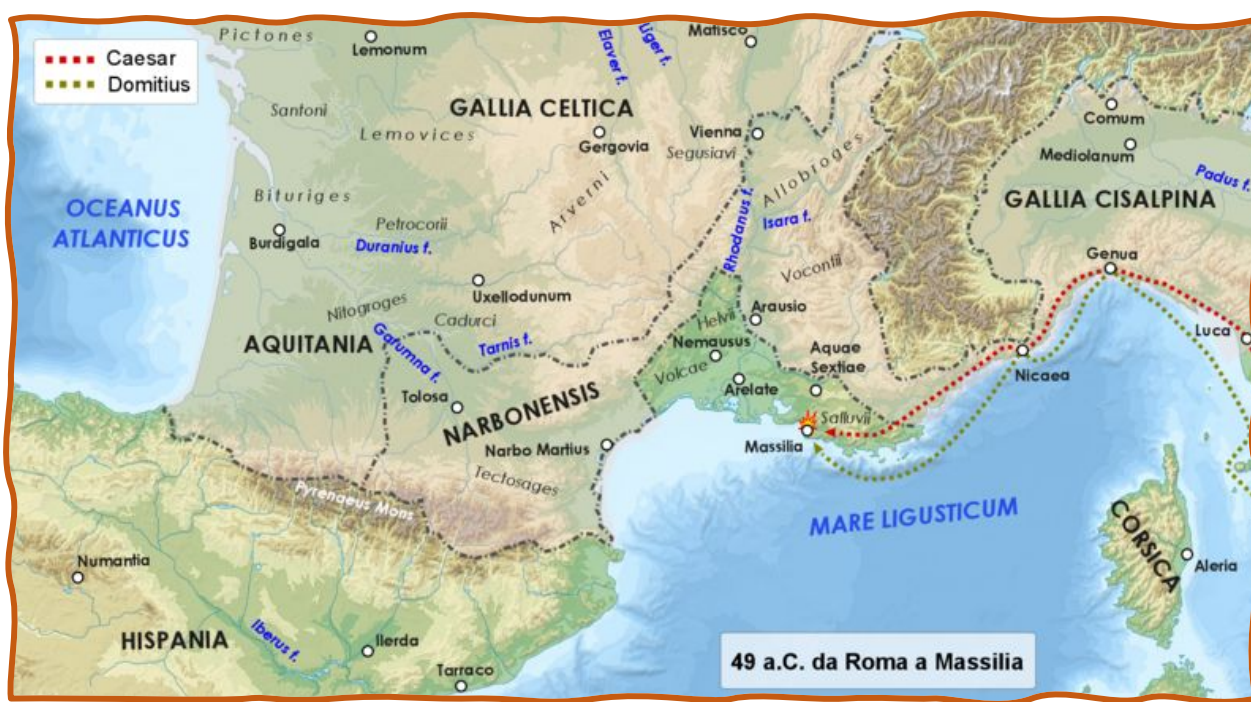 Caesar
Domitius
Pictones
Lemonum
Elaver f.
Liger f.
Matisco
Santoni
GALLIA CELTICA
Lemovices
Gergovia
Vienna
Segusiavi
Allobroges
Comum
Mediolanum
Padus f.
Arverni
Bituriges
OCEANUS
ATLANTICUS
Petrocorii
Burdigala
Duranius f.
Rhodanus f.
Isara f.
GALLIA CISALPINA
Genua
Voconfii
Uxellodunum
Nitogroges
Cadurci
Helvii
Arausio
Luca
AQUITANIA
Garumna f.
Tarnis f.
Nemausus
Aquae
Sextiae
Nicaea
Volcae
Arelate
Tolosa
NARBONENSIS
Salluvii
Massilia
Narbo Martius
Tectosages
Pyrenaeus Mons
MARE LIGUSTICUM
CORSICA
Aleria
Numantia
HISPANIA
Iberus f.
Ilerda
Tarraco
49 a.C. da Roma a Massilia